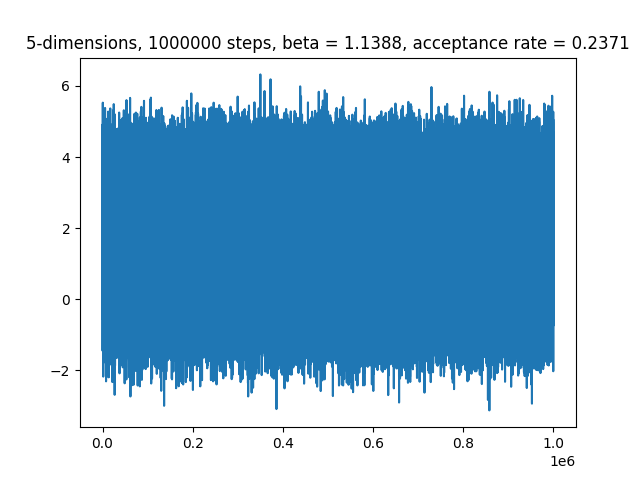 5-dimensions, 1000000 steps, beta = 1.1388, acceptance rate = 0.2371
6
4
2
0
−2
0.0 0.2 0.4 0.6 0.8 1.0
1e6